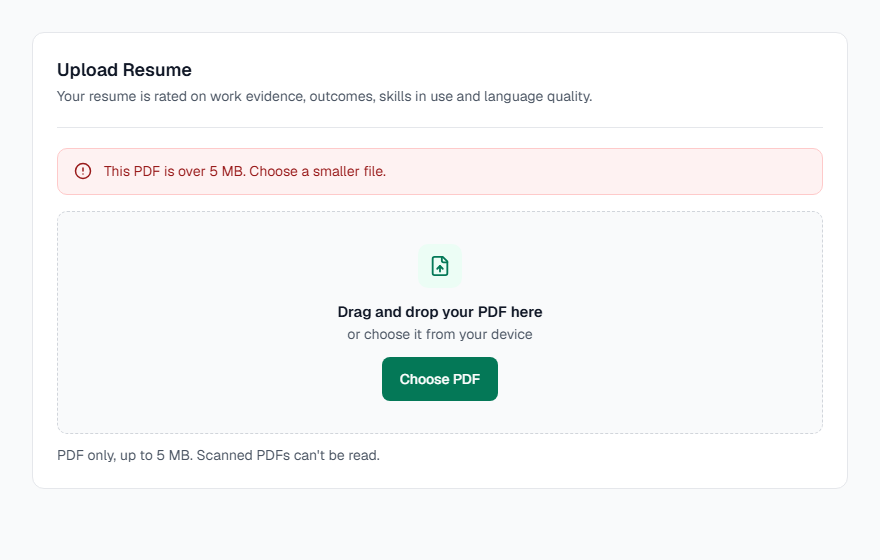 Upload Resume
Your resume is rated on work evidence, outcomes, skills in use and language quality.
This PDF is over 5 MB. Choose a smaller file.
Drag and drop your PDF here
or choose it from your device
Choose PDF
PDF only, up to 5 MB. Scanned PDFs can't be read.